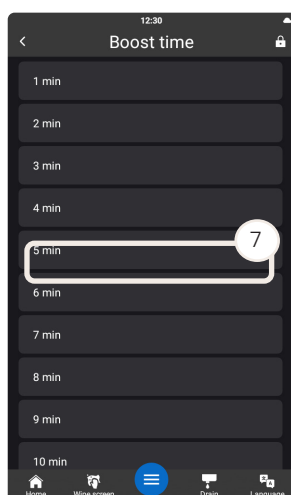 12:30
Boost time
1 min
2 min
3 min
4 min
7
5 min
6 min
7 min
8 min
9 min
10 min
Home Wipe screen Drain Language